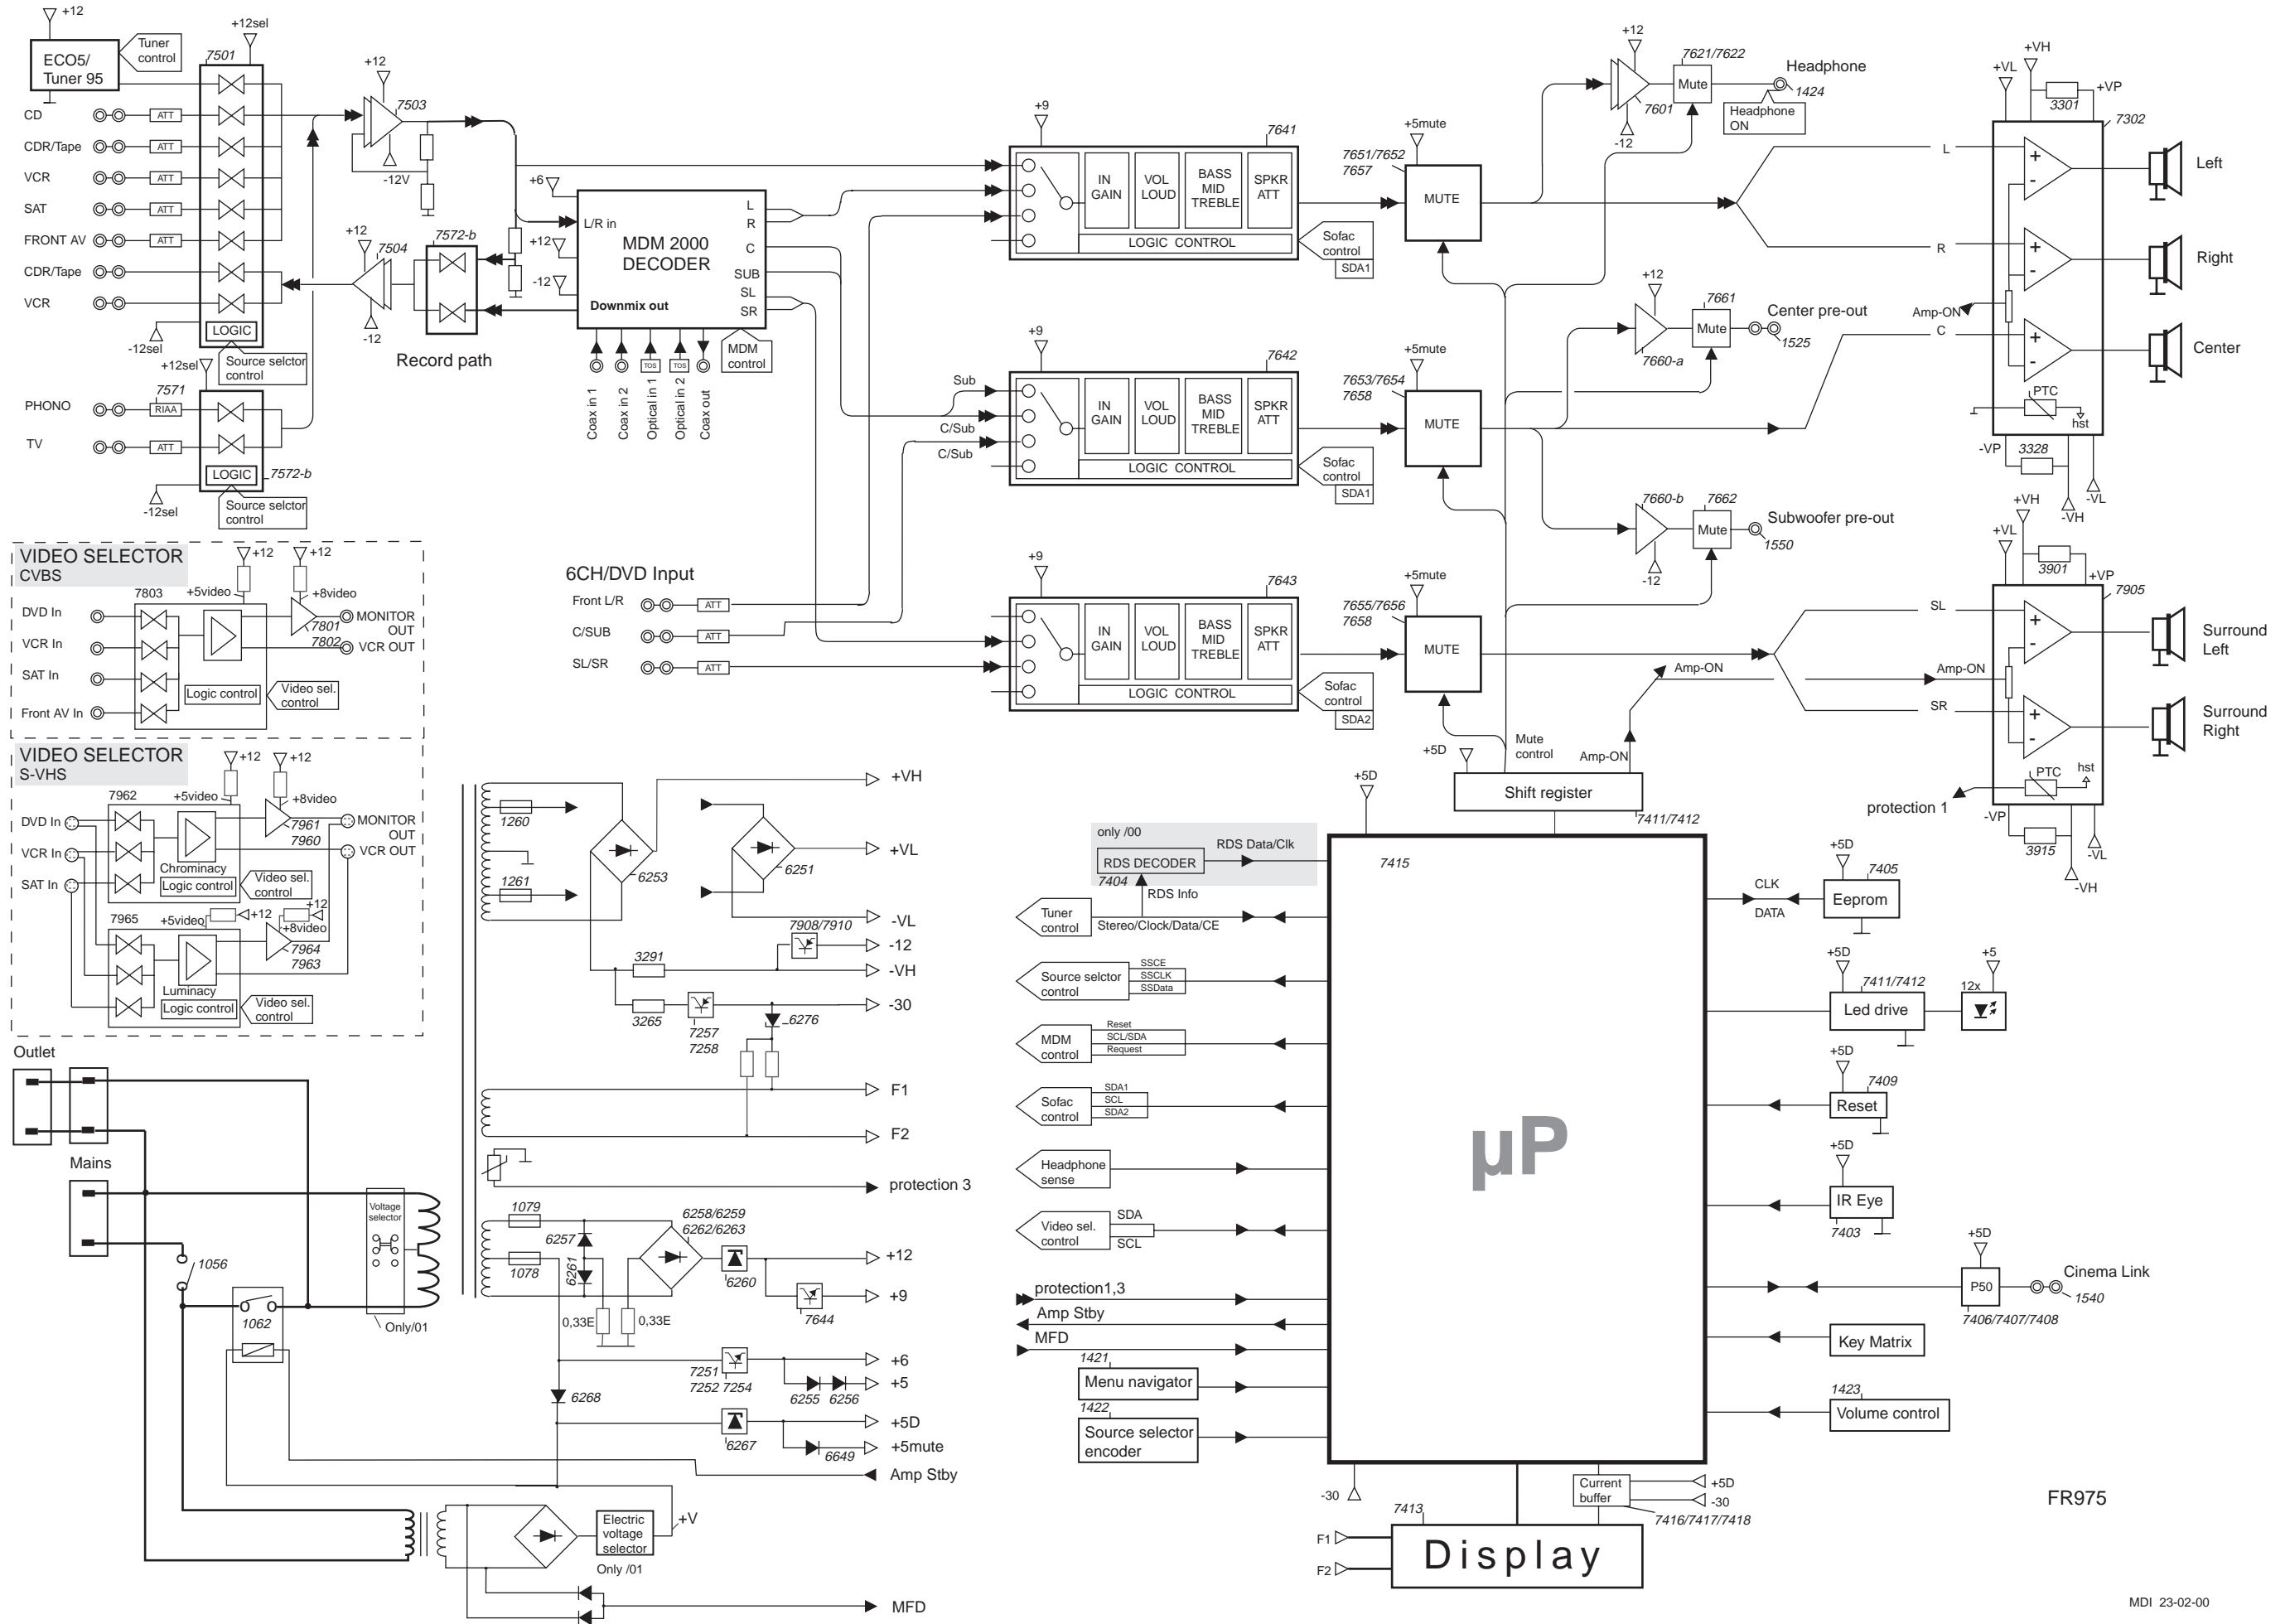 +12
ECO5/
Tuner 95
Tuner
control
+12sel
7501
CD
ATT
CDR/Tape
ATT
VCR
ATT
SAT
ATT
FRONT AV
ATT
CDR/Tape
VCR
LOGIC
-12sel
Source selctor
control
+12sel
7571
PHONO
RIAA
TV
ATT
LOGIC
7572-b
Source selctor
control
-12sel
+12
7503
-12V
+12
7504
-12
7572-b
Record path
+6
L/R in
+12
-12
MDM 2000
DECODER
L
R
C
SUB
SL
SR
Downmix out
MDM
control
TOS
TOS
Coax in 1
Coax in 2
Optical in 1
Optical in 2
Coax out
6CH/DVD Input
Front L/R
ATT
C/SUB
ATT
SL/SR
ATT
+9
7641
IN
GAIN
VOL
LOUD
BASS
MID
TREBLE
SPKR
ATT
LOGIC CONTROL
Sofac
control
SDA1
+9
7642
Sub
C/Sub
C/Sub
IN
GAIN
VOL
LOUD
BASS
MID
TREBLE
SPKR
ATT
LOGIC CONTROL
Sofac
control
SDA1
+9
7643
IN
GAIN
VOL
LOUD
BASS
MID
TREBLE
SPKR
ATT
LOGIC CONTROL
Sofac
control
SDA2
+5mute
7651/7652
7657
MUTE
+5mute
7653/7654
7658
MUTE
+5mute
7655/7656
7658
MUTE
+12
7601
-12
7621/7622
Mute
Headphone
1424
Headphone
ON
+12
7660-a
7661
Mute
Center pre-out
1525
7660-b
-12
7662
Mute
Subwoofer pre-out
1550
+VH
+VL
3301
+VP
7302
L
R
Amp-ON
C
+
-
+
-
+
-
PTC
hst
-VP
3328
-VH
-VL
Left
Right
Center
+VH
+VL
3901
+VP
7905
SL
Amp-ON
SR
+
-
+
-
PTC
hst
protection 1
-VP
3915
-VH
-VL
Surround
Left
Surround
Right
Amp-ON
Mute
control
Amp-ON
+5D
Shift register
7411/7412
VIDEO SELECTOR
CVBS
+12
+12
7803
+5video
+8video
DVD In
VCR In
SAT In
Front AV In
7801
7802
MONITOR
OUT
VCR OUT
Logic control
Video sel.
control
VIDEO SELECTOR
S-VHS
+12
+12
7962
+5video
+8video
DVD In
VCR In
SAT In
7961
7960
MONITOR
OUT
VCR OUT
Chrominacy
Logic control
Video sel.
control
7965
+5video
+12
+12
+8video
7964
7963
Luminacy
Logic control
Video sel.
control
Outlet
Mains
1056
1062
Voltage
selector
Only/01
1260
1261
6253
6251
+VH
+VL
-VL
7908/7910
-12
3291
-VH
3265
7257
7258
-30
6276
F1
F2
protection 3
1079
1078
6257
6261
6258/6259
6262/6263
0,33E
0,33E
6260
+12
7644
+9
7251
7252 7254
+6
6255
6256
+5
6268
6267
+5D
6649
+5mute
Amp Stby
Electric
voltage
selector
+V
Only /01
MFD
+5D
only /00
RDS DECODER
7404
RDS Data/Clk
RDS Info
7415
µP
Tuner
control
Stereo/Clock/Data/CE
Source selctor
control
SSCE
SSCLK
SSData
MDM
control
Reset
SCL/SDA
Request
Sofac
control
SDA1
SCL
SDA2
Headphone
sense
Video sel.
control
SDA
SCL
protection1,3
Amp Stby
MFD
1421
Menu navigator
1422
Source selector
encoder
-30
F1
F2
7413
Display
Current
buffer
+5D
-30
7416/7417/7418
+5D
7405
CLK
DATA
Eeprom
+5D
7411/7412
Led drive
+5
12x
+5D
7409
Reset
+5D
IR Eye
7403
+5D
P50
Cinema Link
1540
7406/7407/7408
Key Matrix
1423
Volume control
FR975
MDI 23-02-00